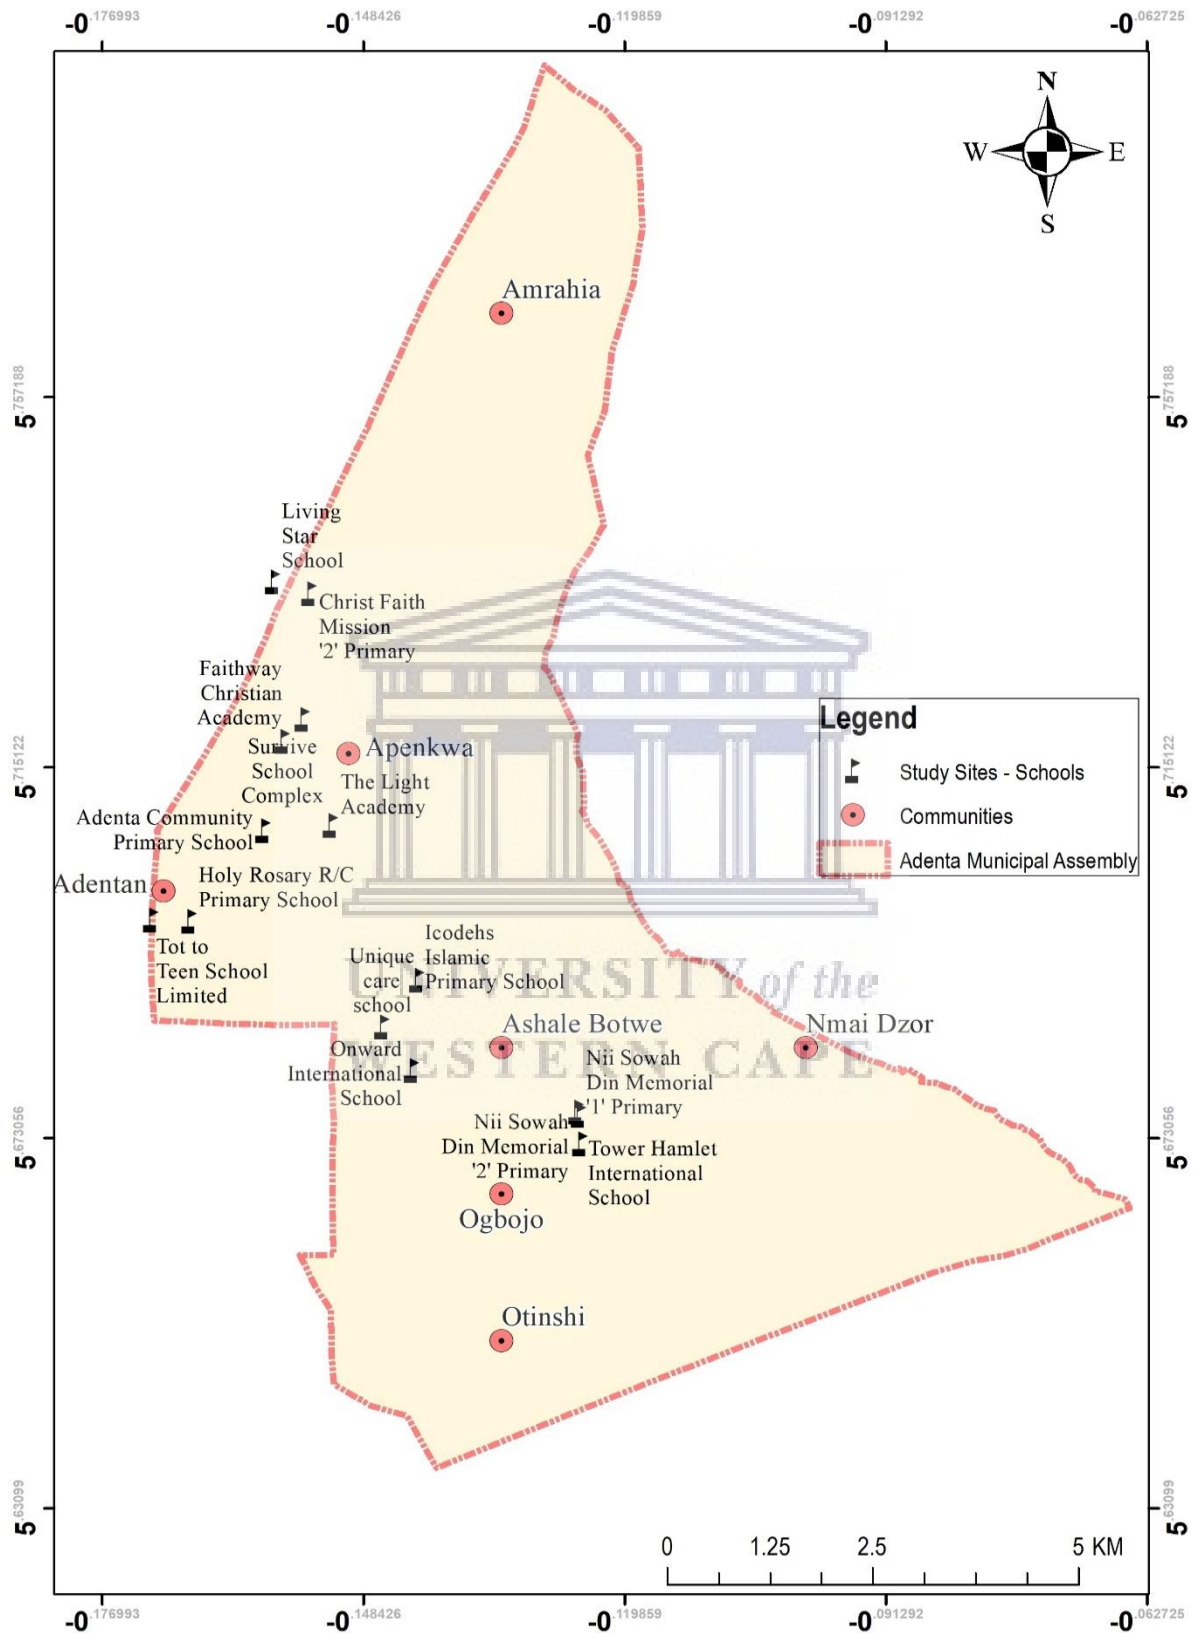 -0.176993 -0.148426 -0.119859 -0.091292 -0.062725
N
W E
S
Amrahia
5.757188 5.757188
Living
Star
School
Christ Faith
Mission
'2' Primary
Faithway
Christian
Academy
Survive
School
Complex
Apenkwa
The Light
Academy
Legend
Study Sites - Schools
Communities
Adenta Municipal Assembly
5.715122 5.715122
Adenta Community
Primary School
Adentan
Holy Rosary R/C
Primary School
Tot to
Teen School
Limited
Icodehs
Islamic
Primary School
Unique
care
school
UNIVERSITY of the
WESTERN CAPE
Ashale Botwe
Nmai Dzor
Onward
International
School
Nii Sowah
Din Memorial
'1' Primary
Nii Sowah
Din Memorial
'2' Primary
Tower Hamlet
International
School
5.673056 5.673056
Ogbojo
Otinshi
5.63099 5.63099
0 1.25 2.5 5 KM
-0.176993 -0.148426 -0.119859 -0.091292 -0.062725